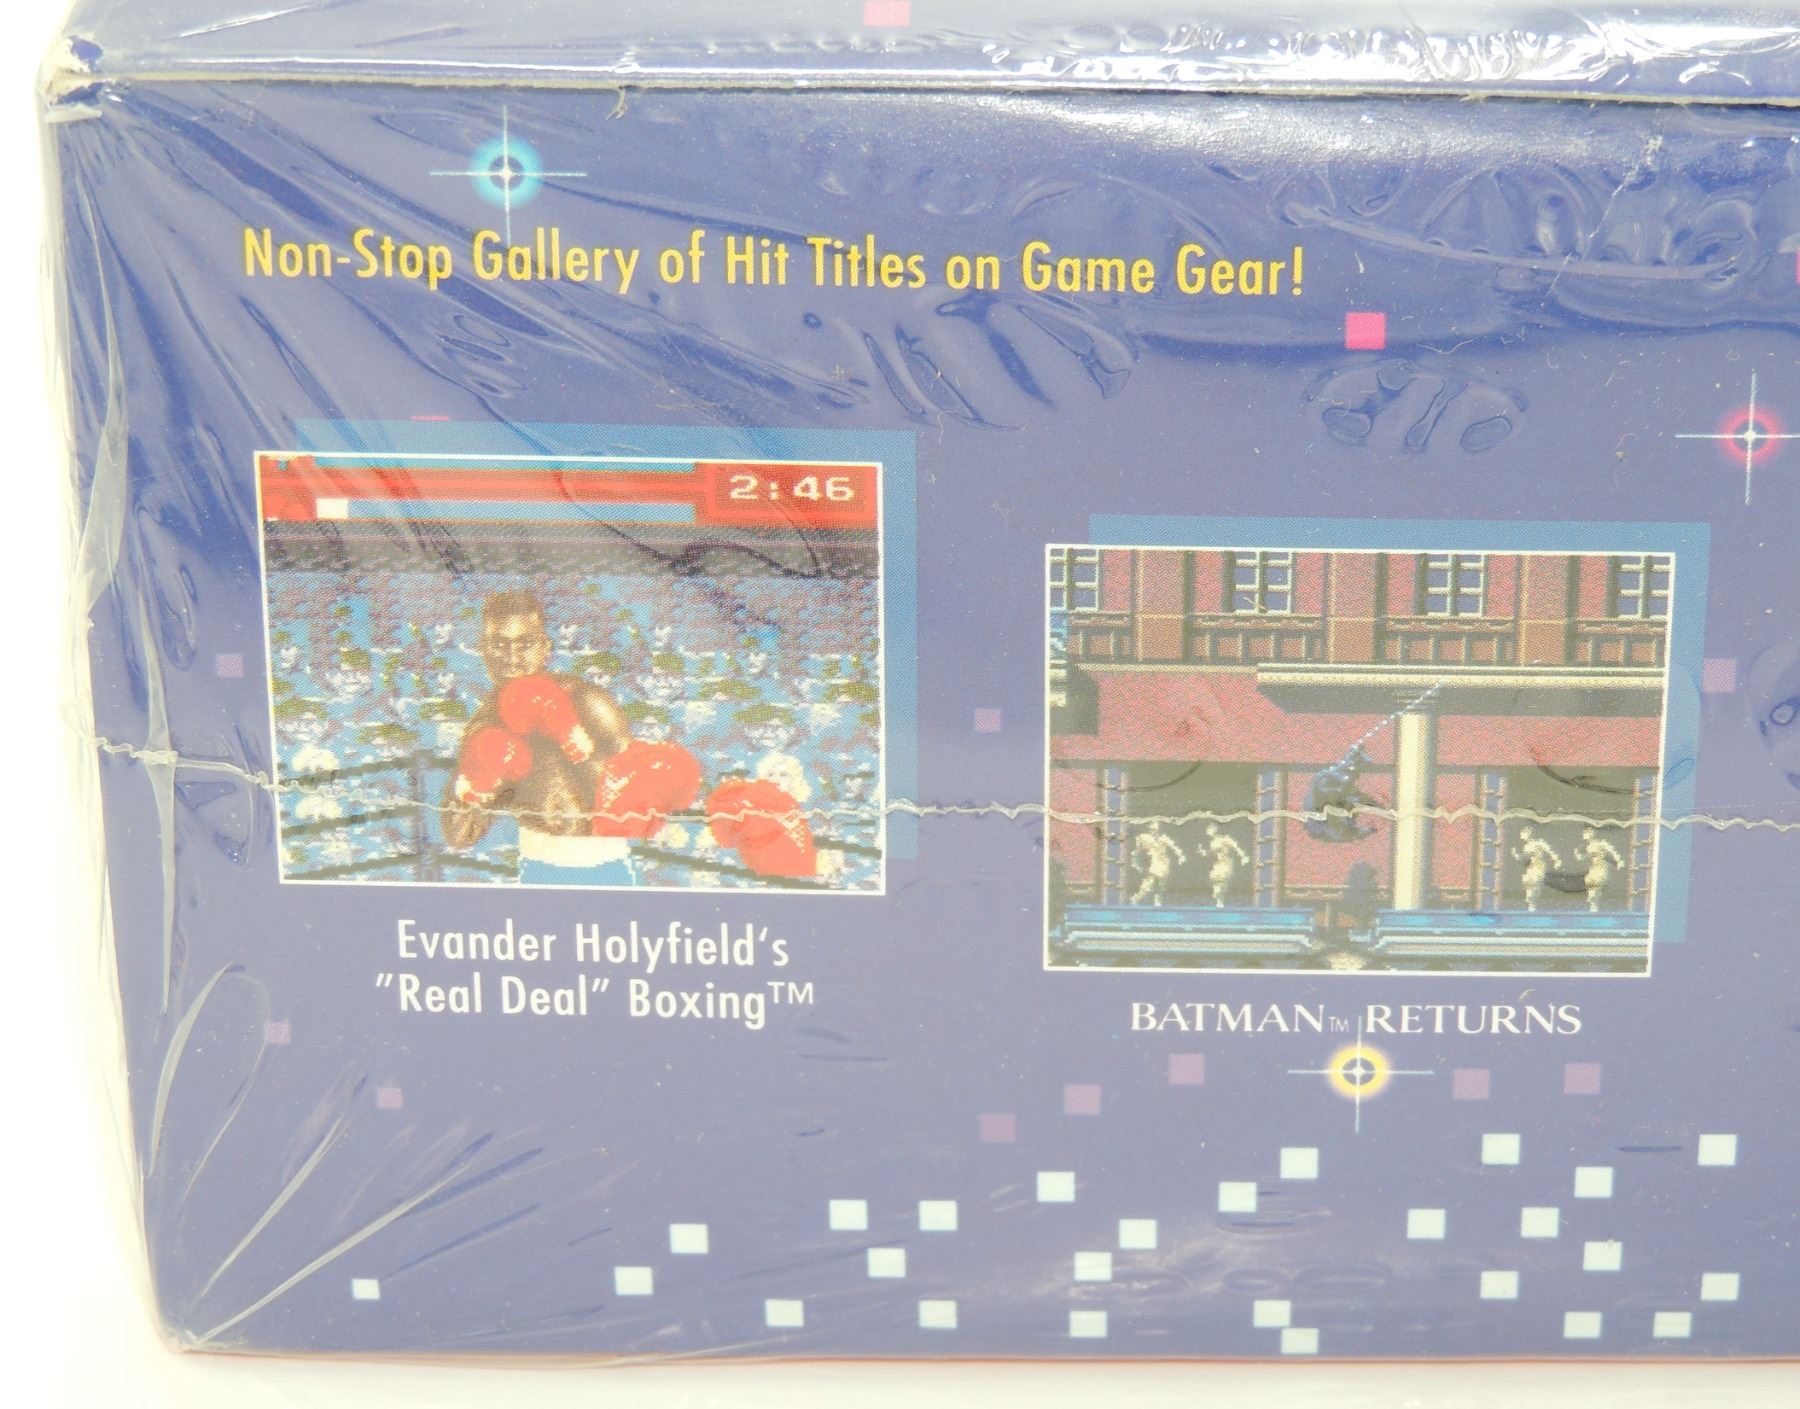 Non-Stop Gallery of Hit Titles on Game Gear!
2:46
Evander Holyfield‘s
”Real Deal” Boxing™
BATMAN™ RETURNS